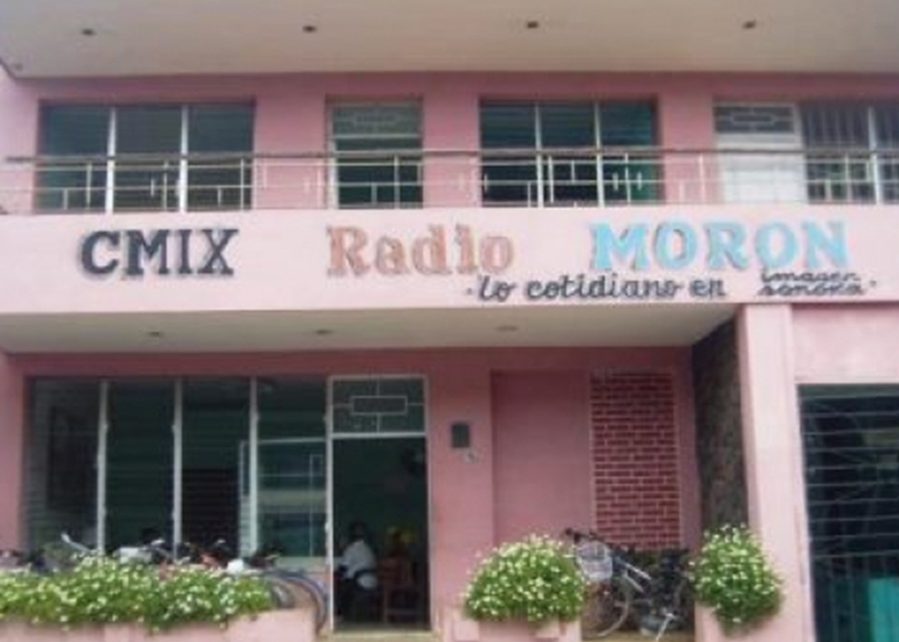 CMIX Radio MORON
"lo cotidiano en imagen sonora"